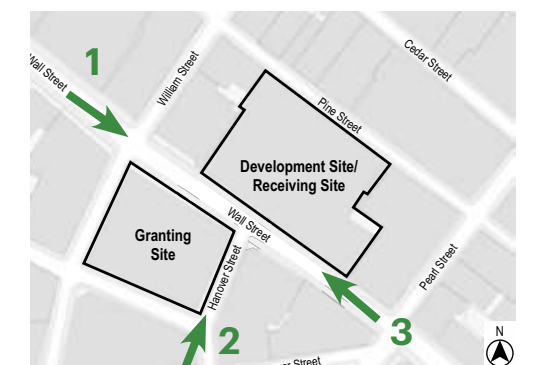 Cedar Street
1
Wall Street
William Street
Pine Street
Development Site/
Receiving Site
Wall Street
Granting
Site
Hanover Street
Pearl Street
2
3
N
Street